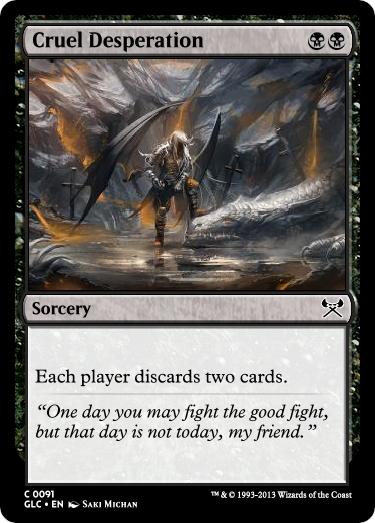 Cruel Desperation
Sorcery
Each player discards two cards.
“One day you may fight the good fight,
but that day is not today, my friend.”
C 0091
GLC • EN Saki Michan
™ & © 1993-2013 Wizards of the Coast